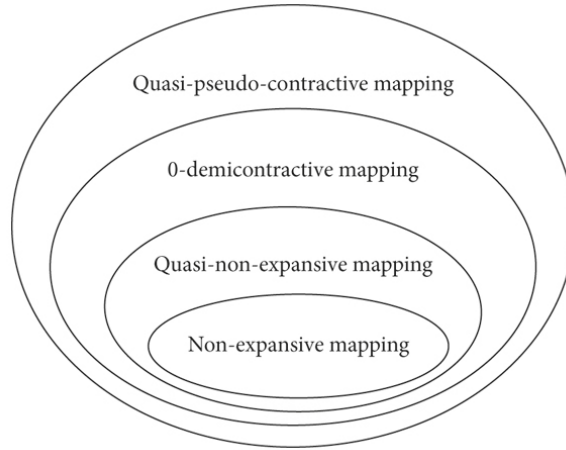 Quasi-pseudo-contractive mapping
0-demicontractive mapping
Quasi-non-expansive mapping
Non-expansive mapping